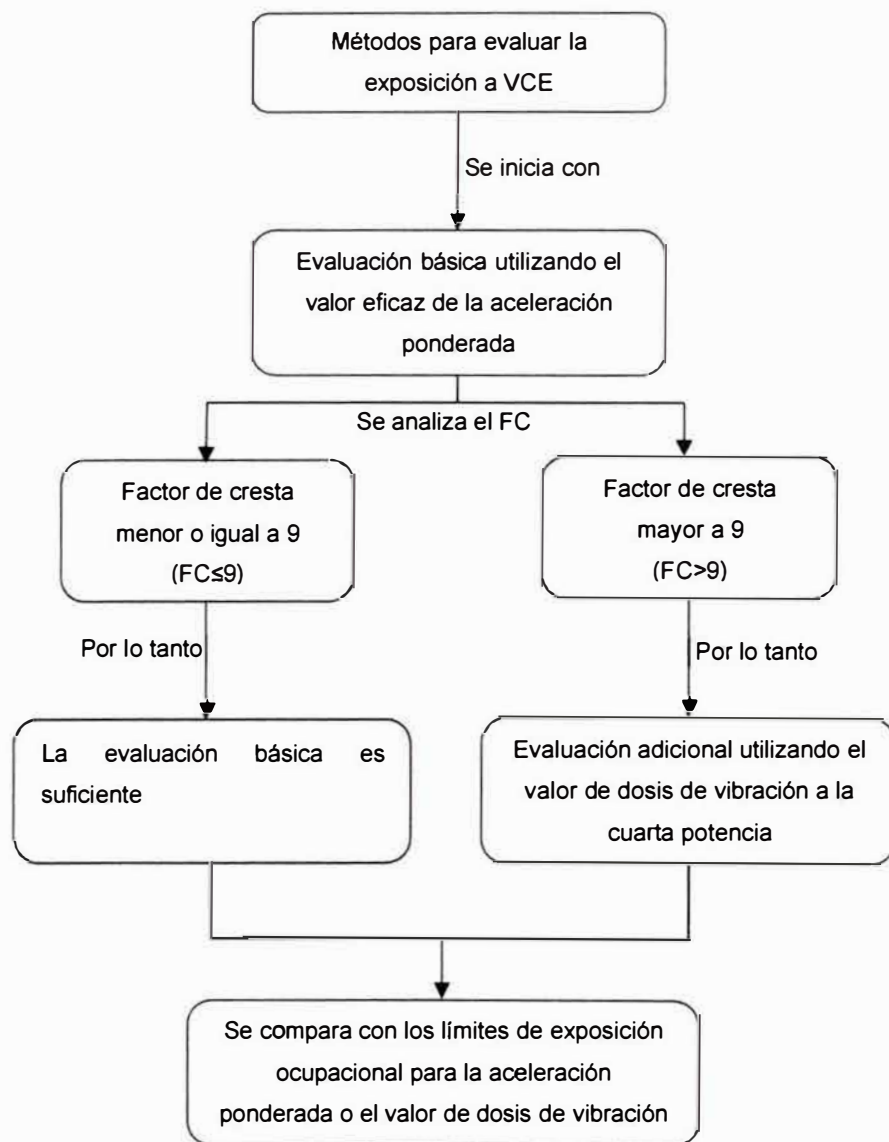 Métodos para evaluar la
exposición a VCE
Se inicia con
Evaluación básica utilizando el
valor eficaz de la aceleración
ponderada
Se analiza el FC
Factor de cresta
menor o igual a 9
(FC≤9)
Factor de cresta
mayor a 9
(FC>9)
Por lo tanto
Por lo tanto
La evaluación básica es
suficiente
Evaluación adicional utilizando el
valor de dosis de vibración a la
cuarta potencia
Se compara con los límites de exposición
ocupacional para la aceleración
ponderada o el valor de dosis de vibración